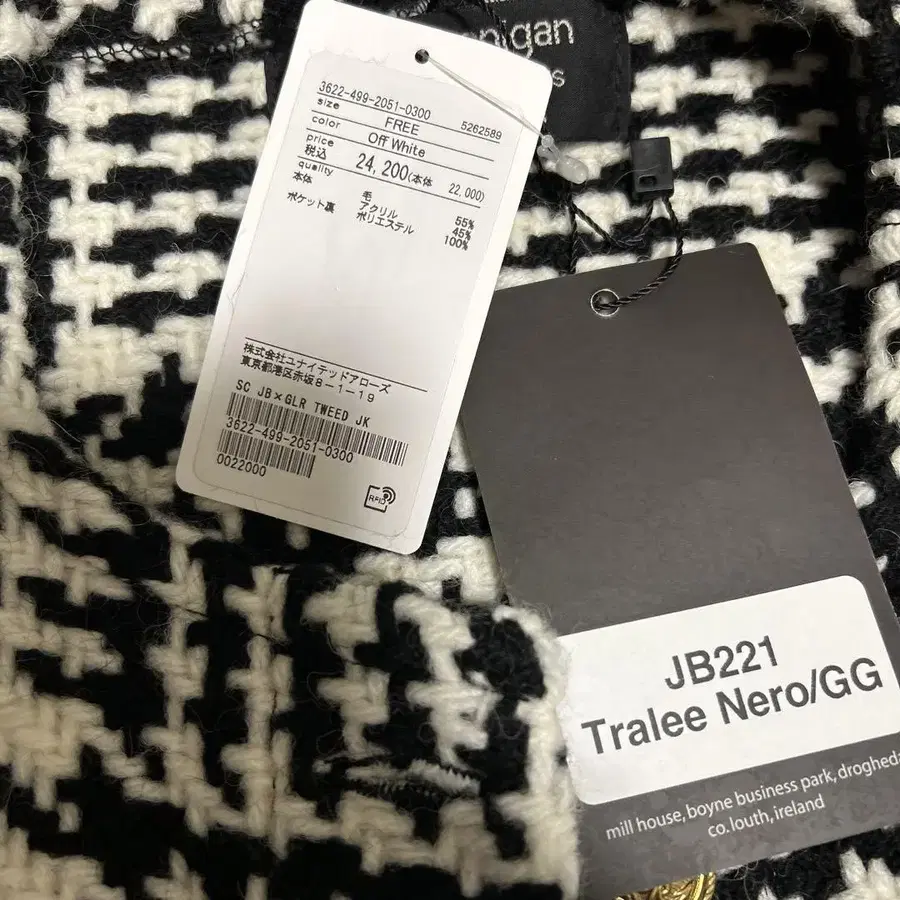 3622-499-2051-0300
size FREE 5262589
color Off White
price
税込 24,200(本体 22,000)
quality
本体 毛 55%
アクリル 45%
ポケット裏 ポリエステル 100%
株式会社ユナイテッドアローズ
東京都港区赤坂8-1-19
SC JB×GLR TWEED JK
3622-499-2051-0300
0022000
RFID
JB221
Tralee Nero/GG
mill house, boyne business park, drogheda
co. louth, ireland